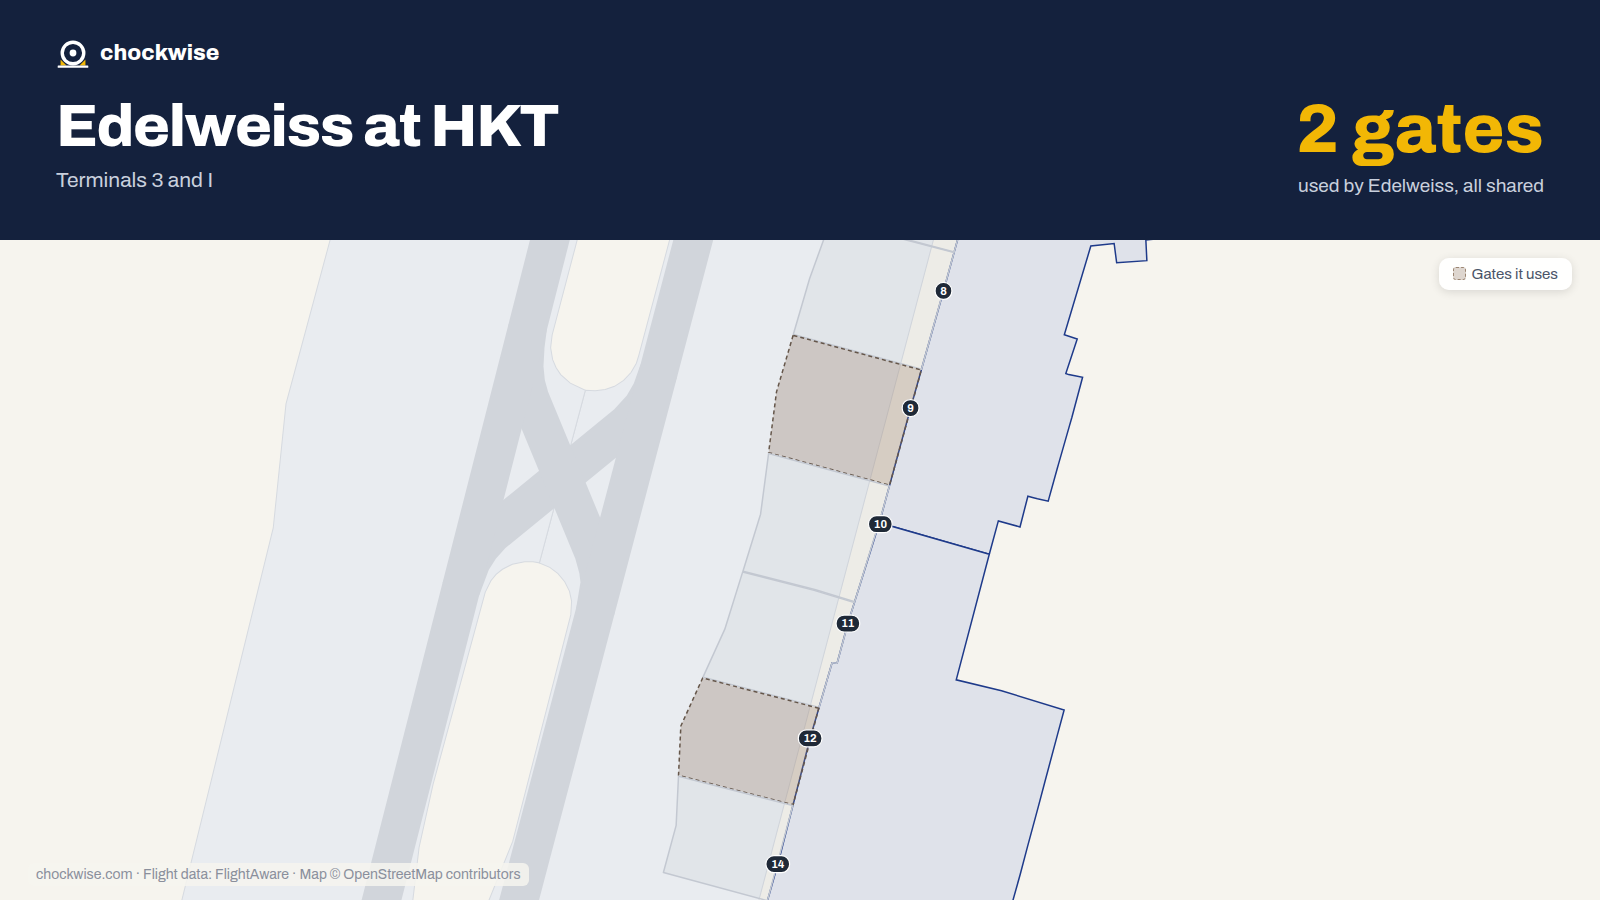 chockwise
Edelweiss at HKT
Terminals 3 and I
2 gates
used by Edelweiss, all shared
Gates it uses
8
9
10
11
12
14
chockwise.com · Flight data: FlightAware · Map © OpenStreetMap contributors